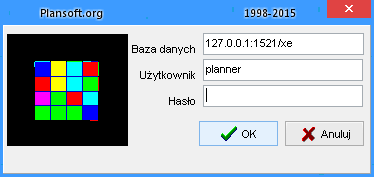 Plansoft.org 1998-2015
Baza danych 127.0.0.1:1521/xe
Użytkownik planner
Hasło
OK Anuluj